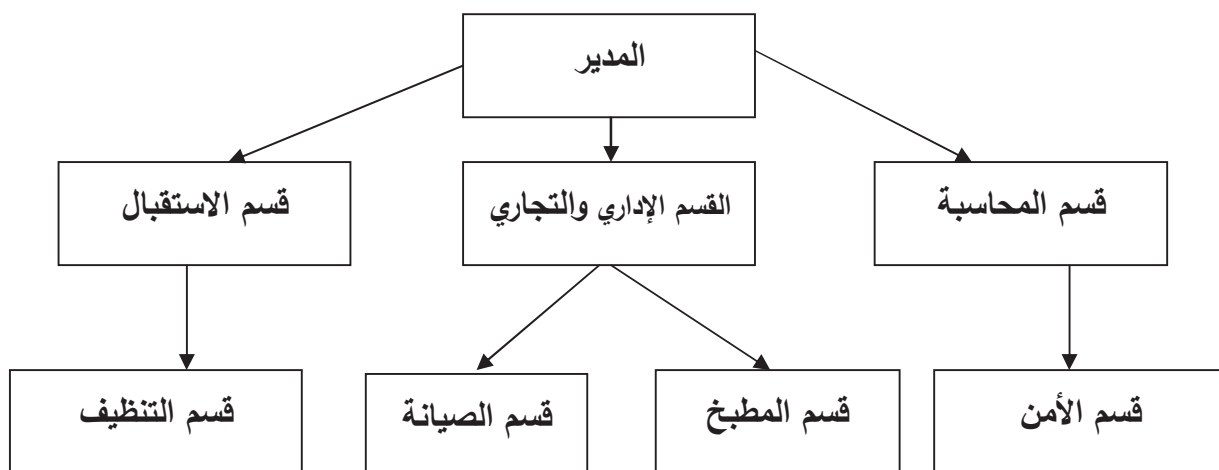 المدير
قسم المحاسبة
القسم الإداري والتجاري
قسم الاستقبال
قسم الأمن
قسم المطبخ
قسم الصيانة
قسم التنظيف